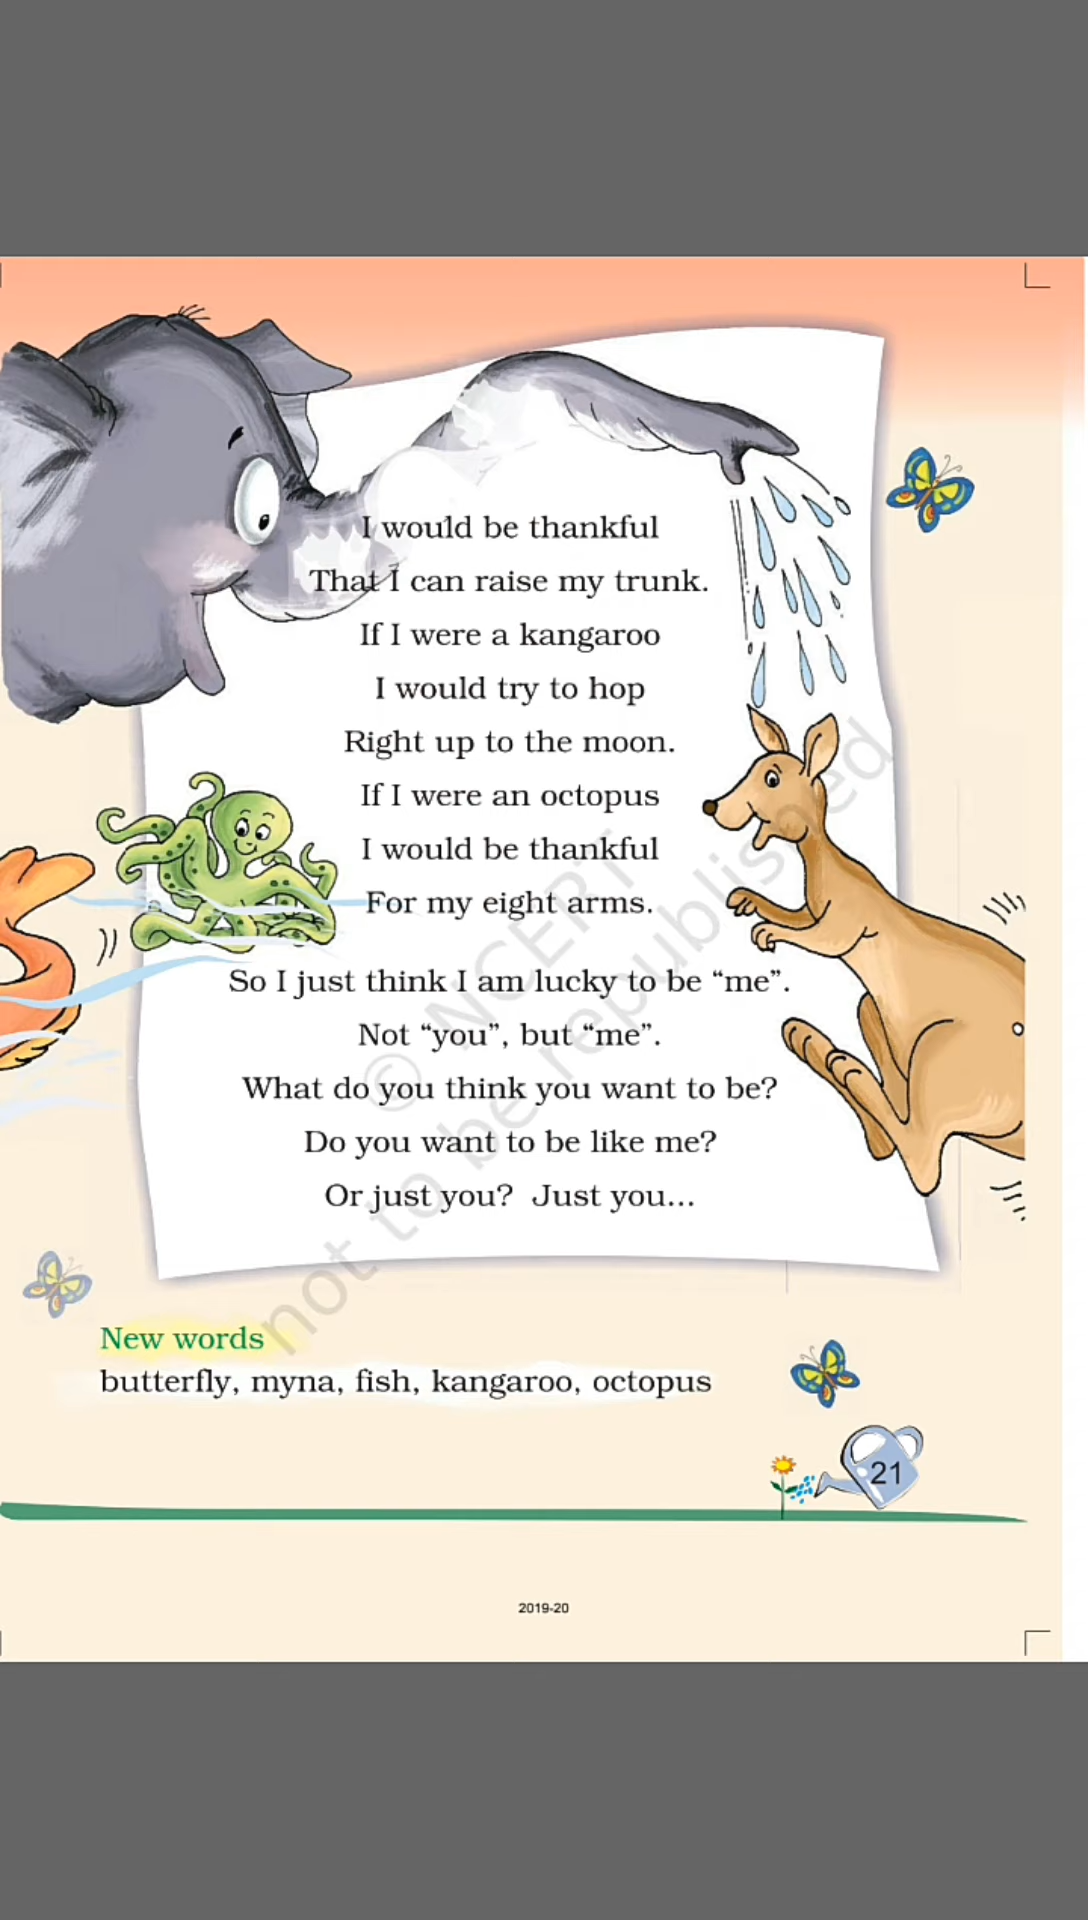 I would be thankful
That I can raise my trunk.
If I were a kangaroo
I would try to hop
Right up to the moon.
If I were an octopus
I would be thankful
For my eight arms.
So I just think I am lucky to be “me”.
Not “you”, but “me”.
What do you think you want to be?
Do you want to be like me?
Or just you?  Just you...
© NCERT
not to be republished
New words
butterfly, myna, fish, kangaroo, octopus
21
2019-20